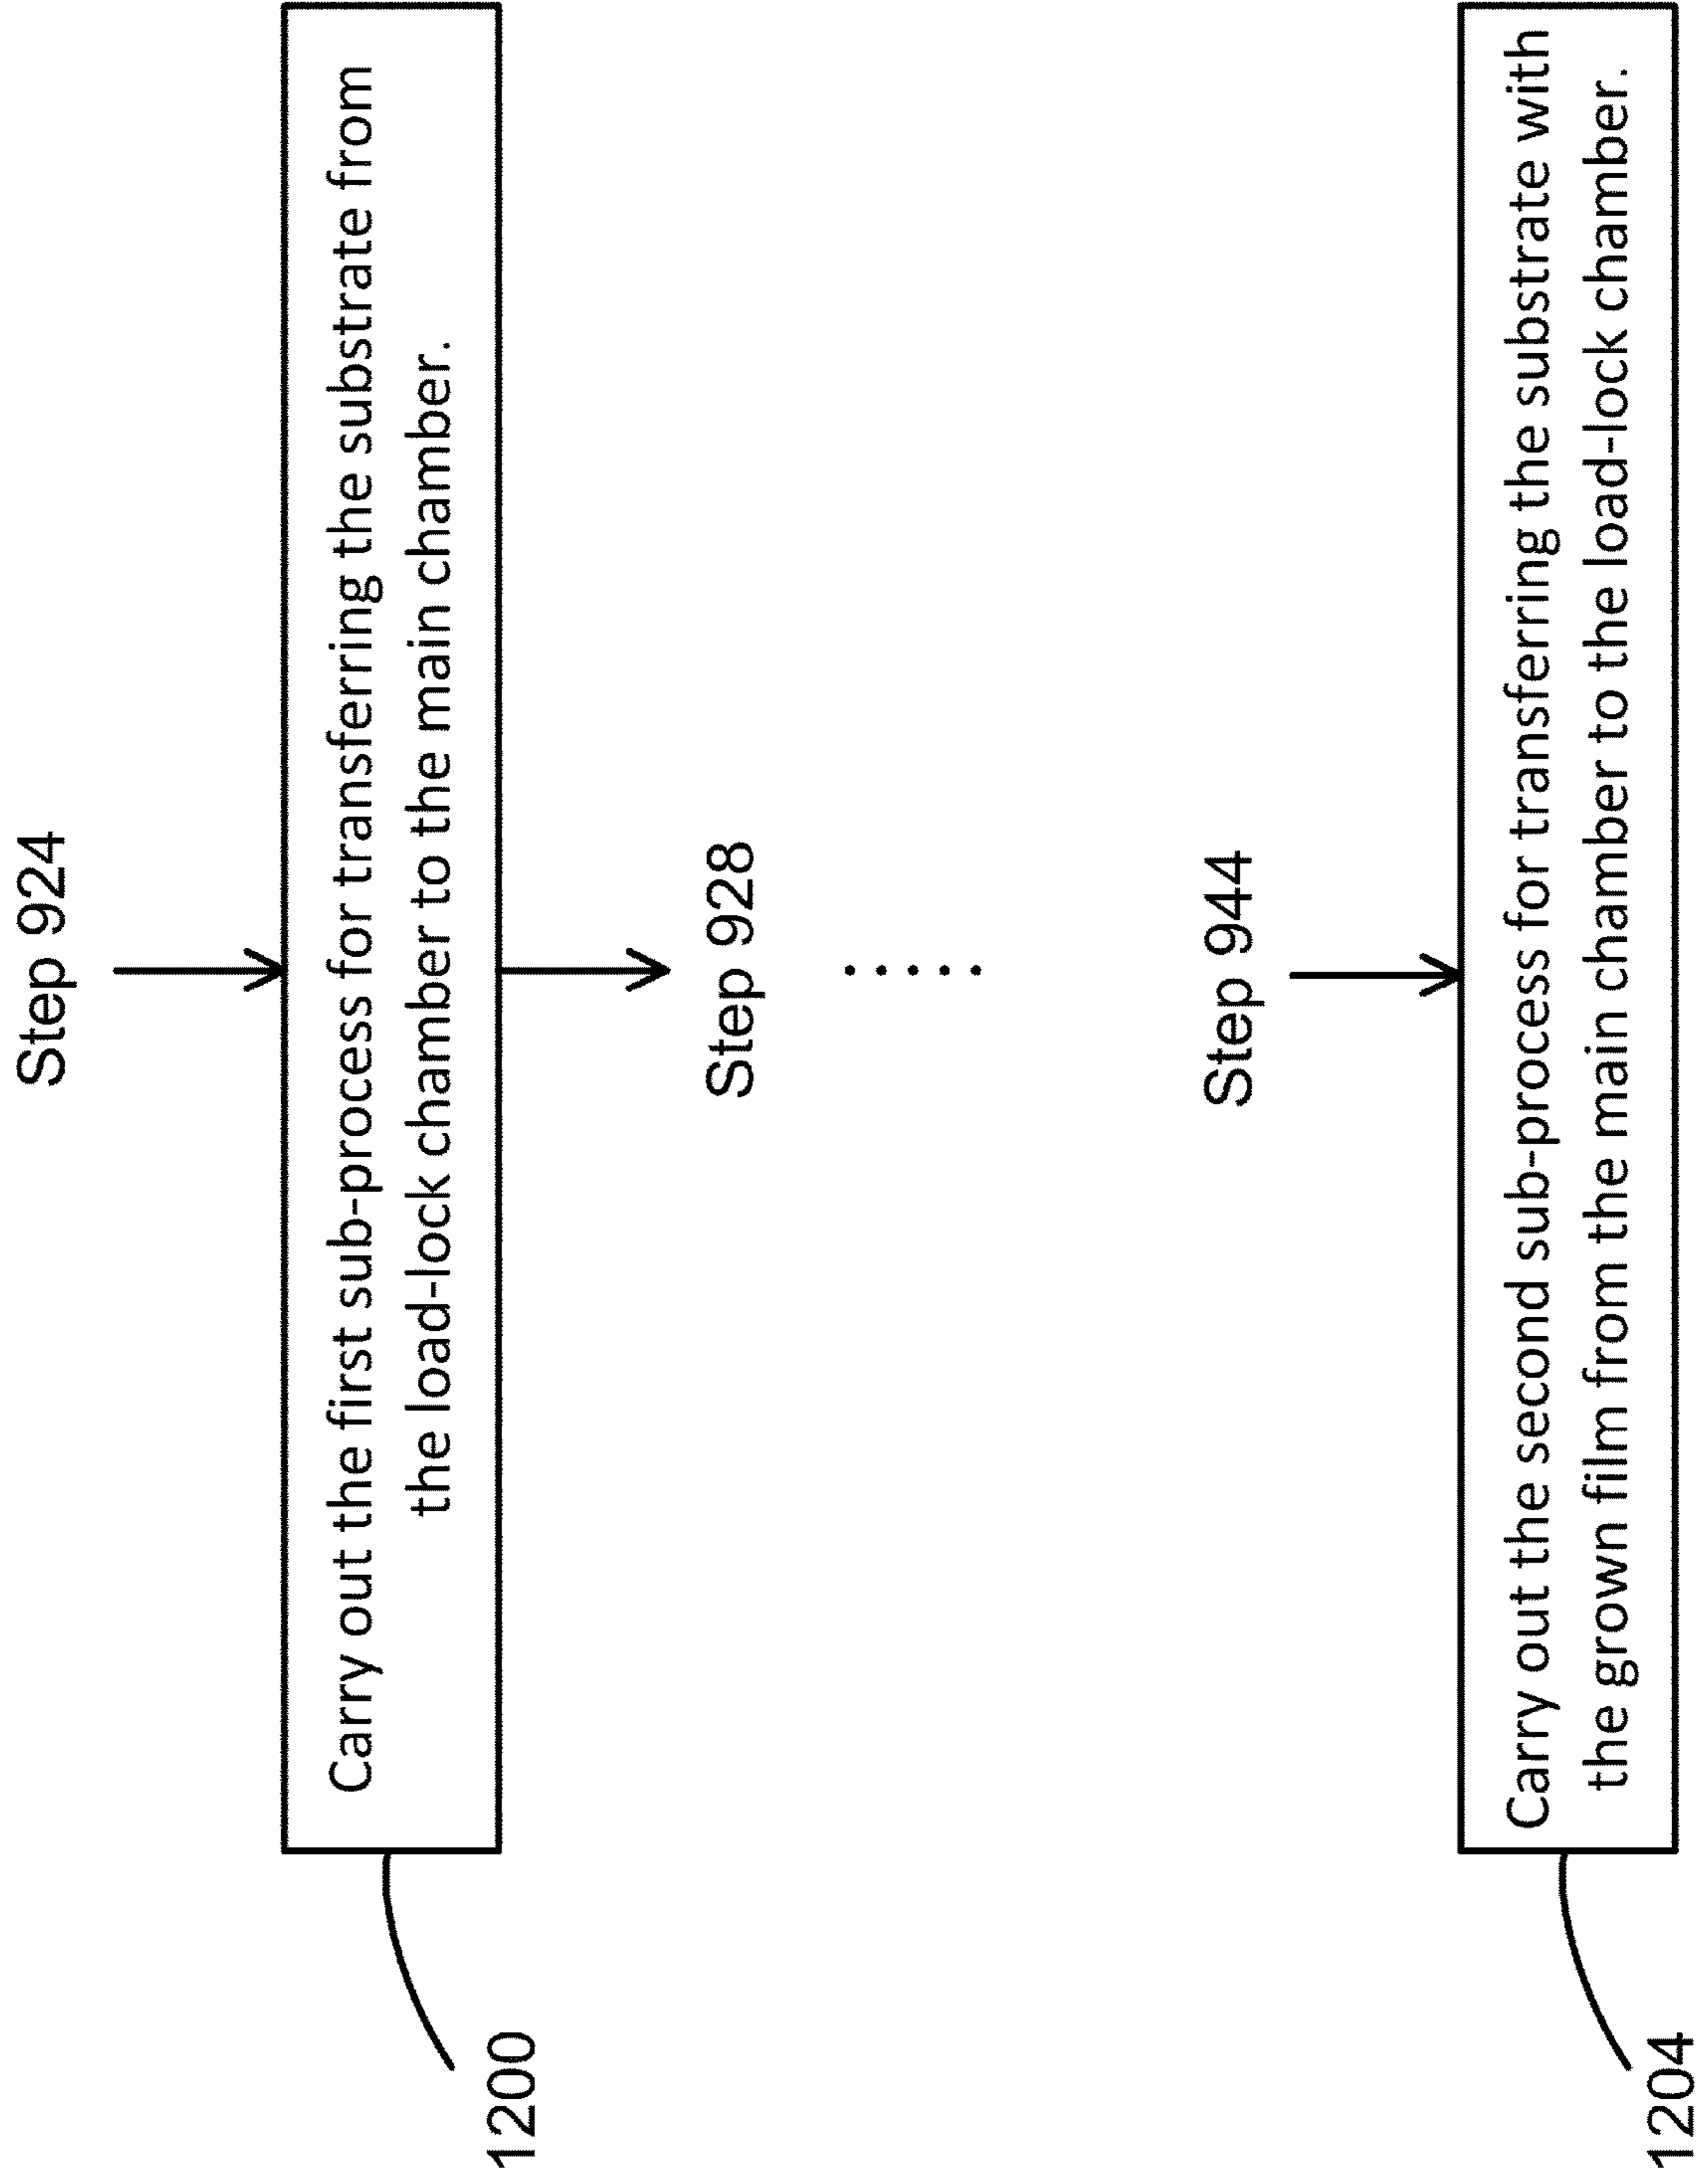 Step 924
Carry out the first sub-process for transferring the substrate from
the load-lock chamber to the main chamber.
1200
Step 928
.....
Step 944
Carry out the second sub-process for transferring the substrate with
the grown film from the main chamber to the load-lock chamber.
1204